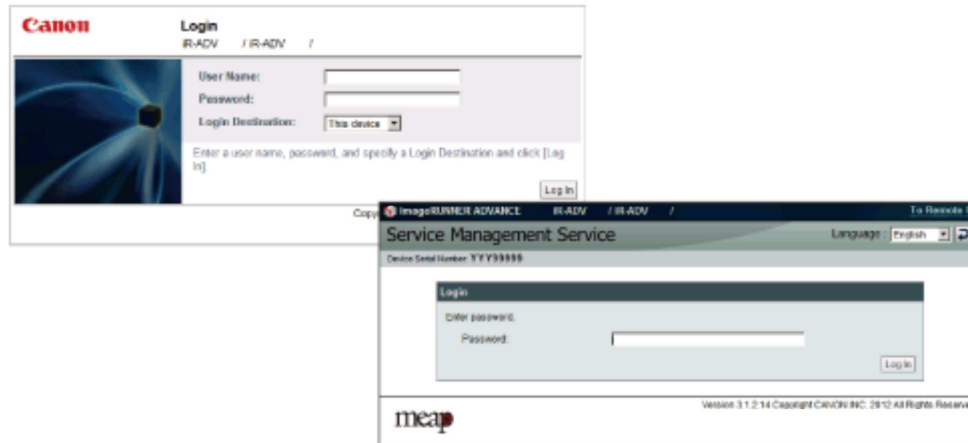 Canon
Login
iR-ADV / iR-ADV /
User Name:
Password:
Login Destination: This device
Enter a user name, password, and specify a Login Destination and click [Log
In].
Log In
imageRUNNER ADVANCE iR-ADV / iR-ADV /
To Remote
Service Management Service
Language : English
Device Serial Number: YYY99999
Login
Enter password.
Password:
Log In
meap
Version 3.1.2.14 Copyright CANON INC. 2012 All Rights